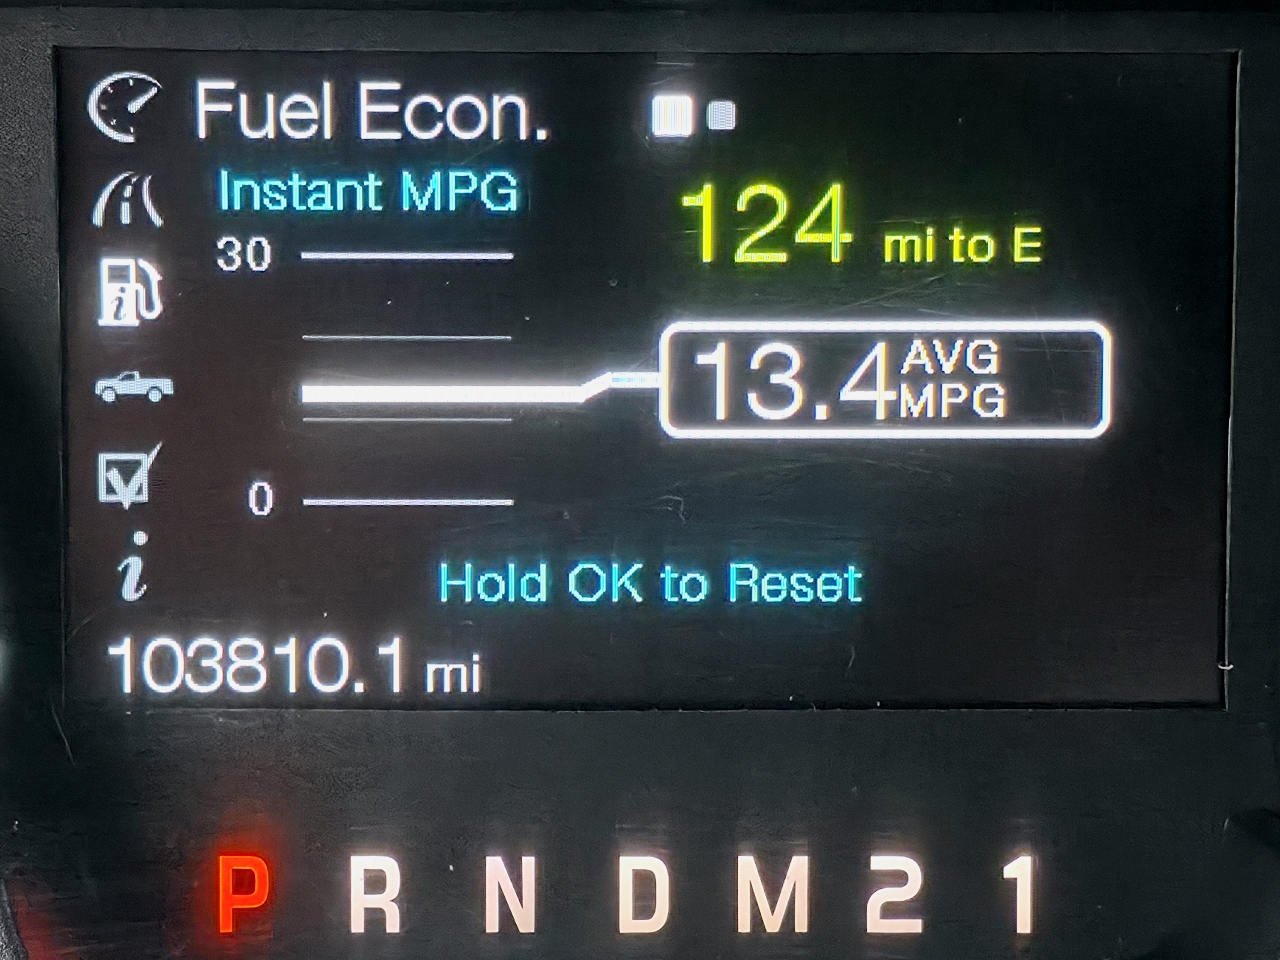 Fuel Econ.
Instant MPG
124 mi to E
30
13.4 AVG MPG
0
Hold OK to Reset
103810.1 mi
P R N D M 2 1